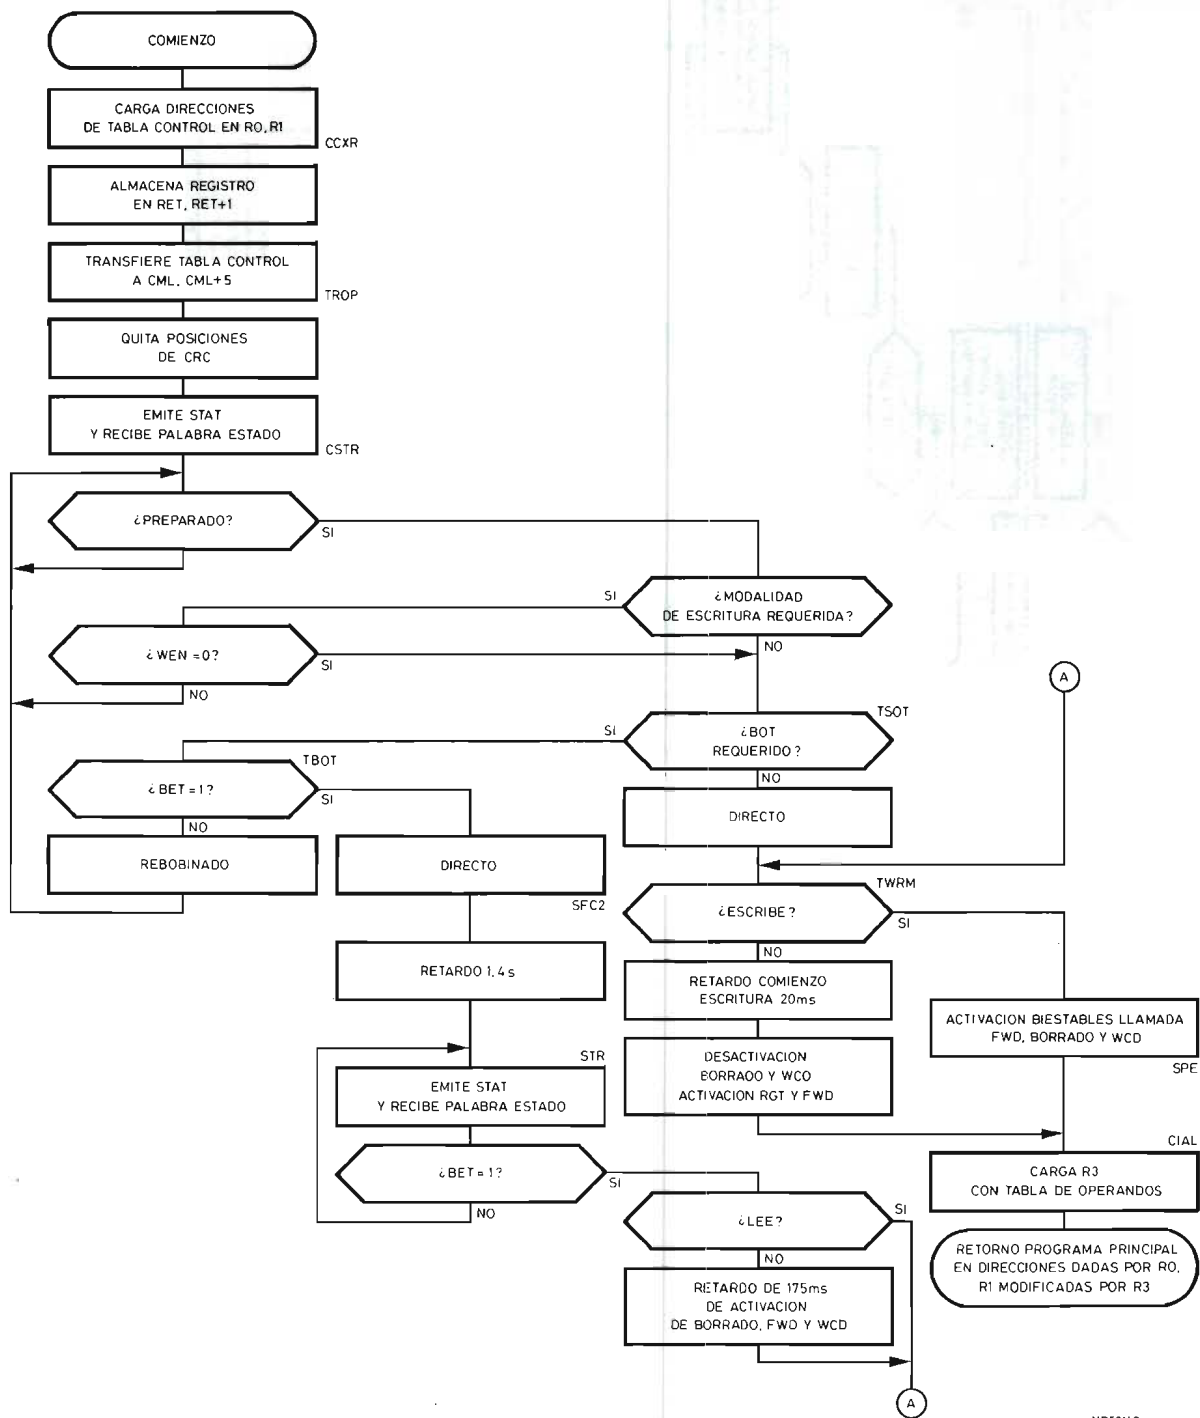 COMIENZO
CARGA DIRECCIONES
DE TABLA CONTROL EN R0, R1
CCXR
ALMACENA REGISTRO
EN RET, RET+1
TRANSFIERE TABLA CONTROL
A CML, CML+5
TROP
QUITA POSICIONES
DE CRC
EMITE STAT
Y RECIBE PALABRA ESTADO
CSTR
¿PREPARADO?
SI
¿MODALIDAD
DE ESCRITURA REQUERIDA?
SI
NO
¿WEN=0?
SI
NO
A
¿BOT
REQUERIDO?
TSOT
SI
NO
TBOT
¿BET=1?
SI
NO
REBOBINADO
DIRECTO
SFC2
DIRECTO
TWRM
¿ESCRIBE?
SI
NO
RETARDO 1,4s
RETARDO COMIENZO
ESCRITURA 20ms
ACTIVACION BIESTABLES LLAMADA
FWD, BORRADO Y WCD
SPE
STR
EMITE STAT
Y RECIBE PALABRA ESTADO
DESACTIVACION
BORRADO Y WCO
ACTIVACION RGT Y FWD
CIAL
¿BET=1?
SI
NO
CARGA R3
CON TABLA DE OPERANDOS
¿LEE?
SI
NO
RETORNO PROGRAMA PRINCIPAL
EN DIRECCIONES DADAS POR R0,
R1 MODIFICADAS POR R3
RETARDO DE 175ms
DE ACTIVACION
DE BORRADO, FWD Y WCD
A